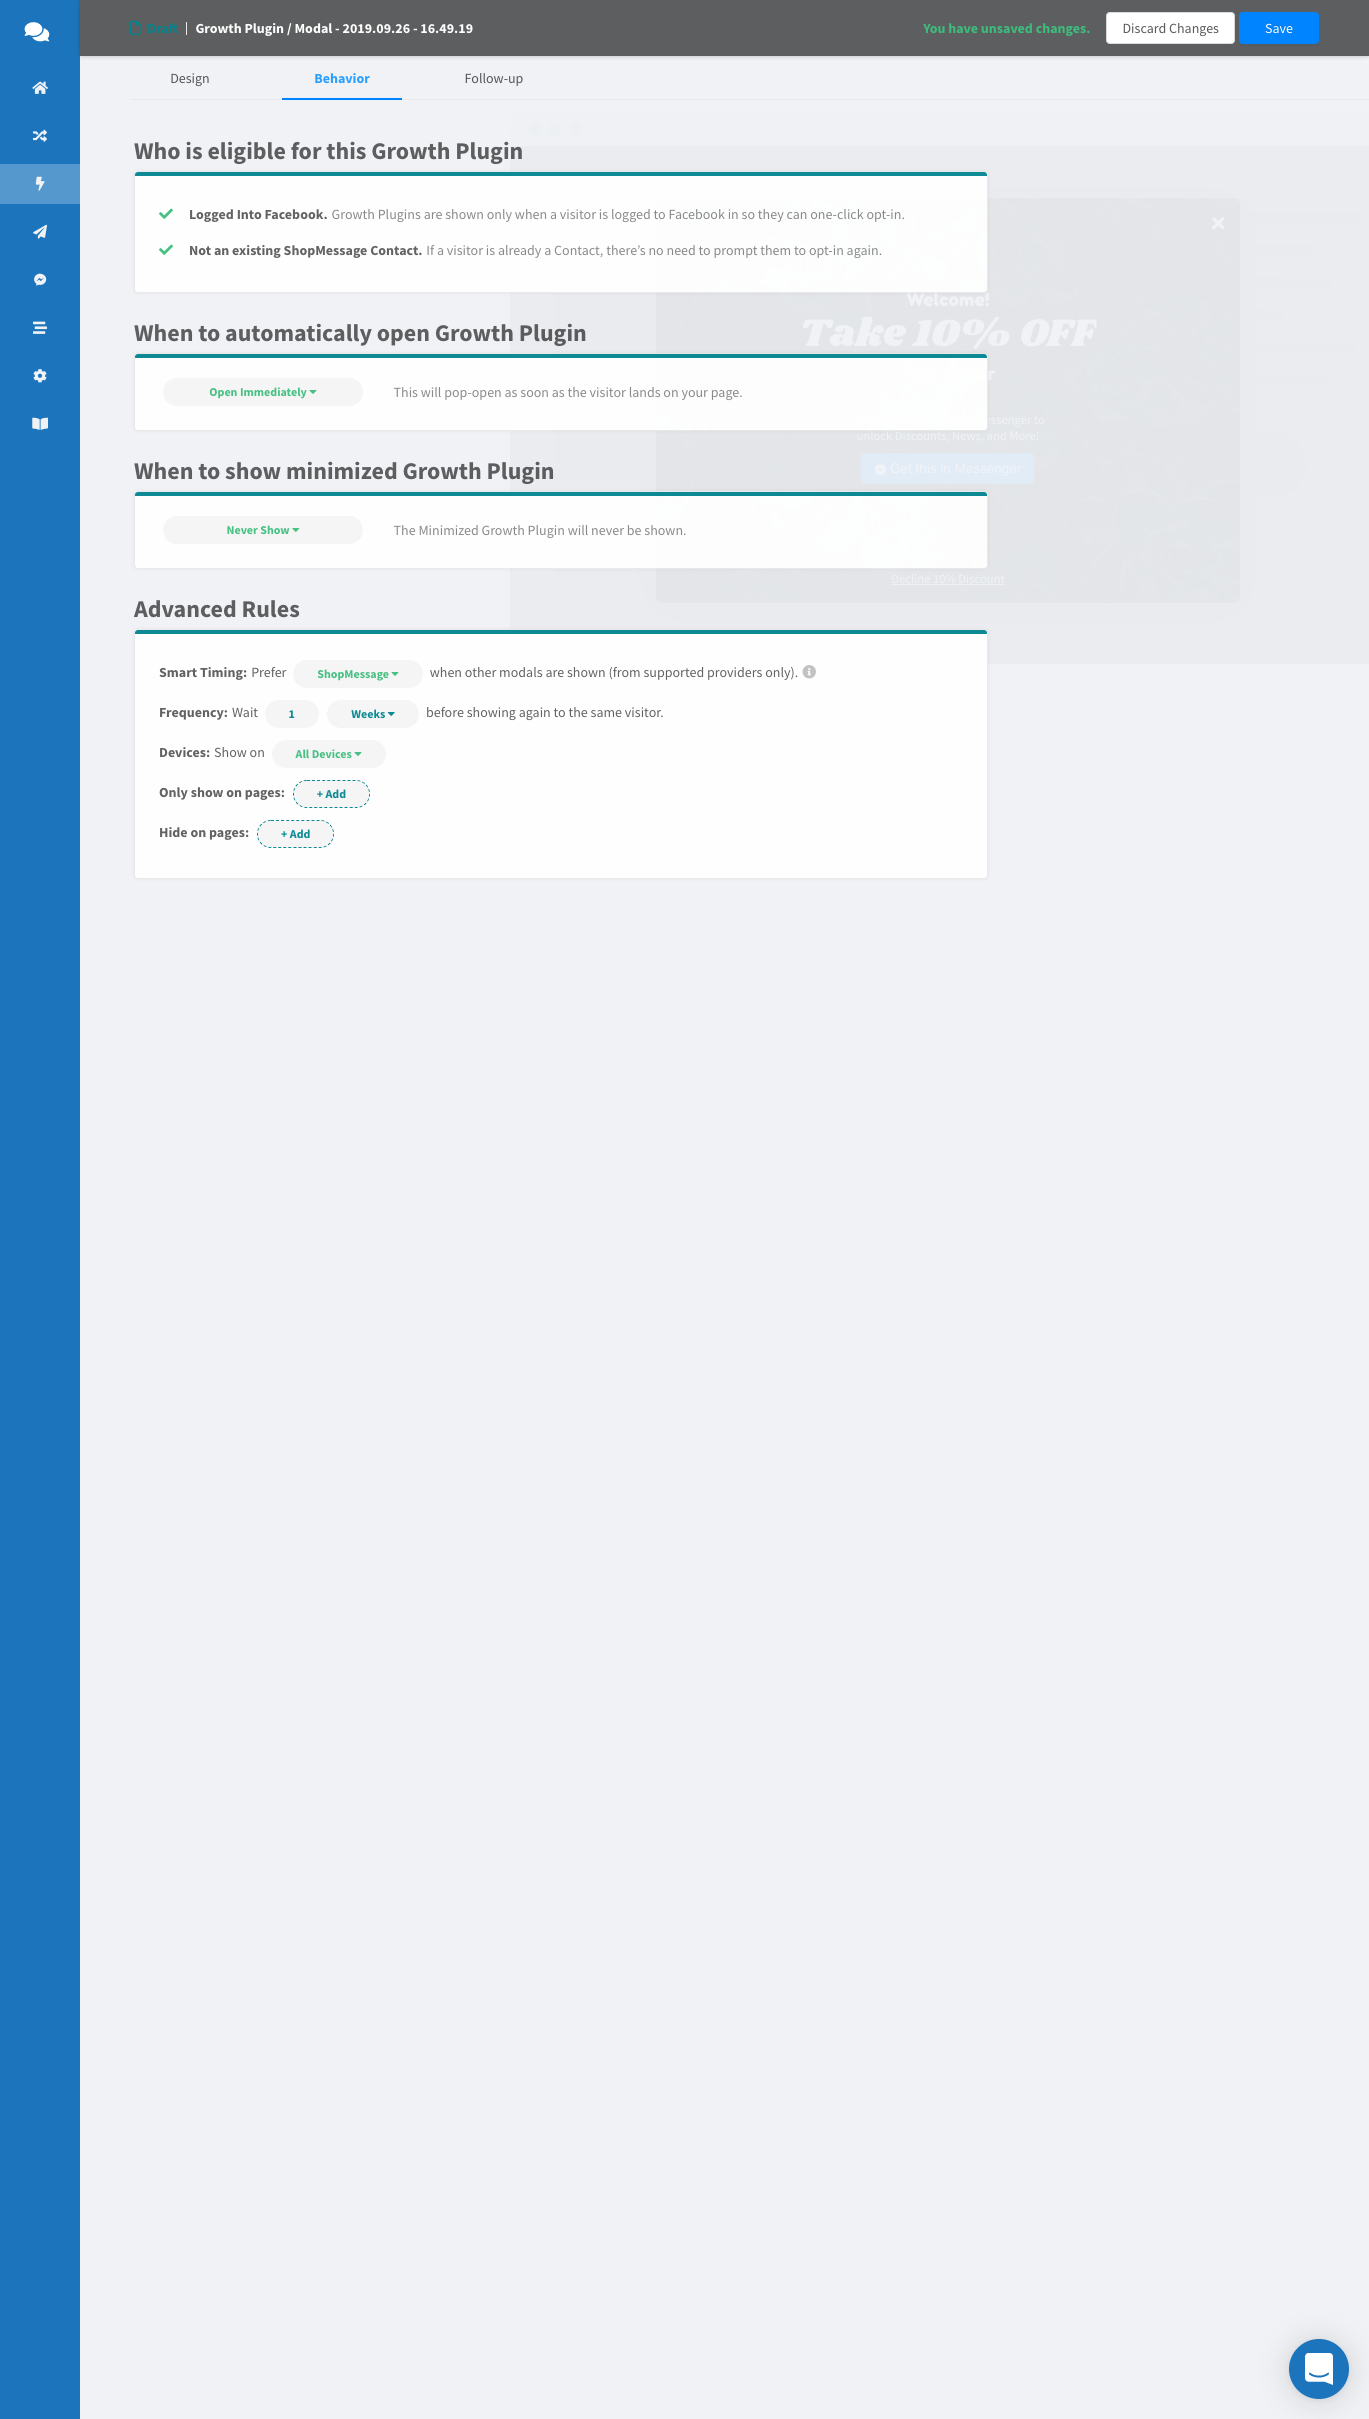 Draft | Growth Plugin / Modal - 2019.09.26 - 16.49.19
You have unsaved changes.
Discard Changes
Save
Design
Behavior
Follow-up
Who is eligible for this Growth Plugin
Logged Into Facebook. Growth Plugins are shown only when a visitor is logged to Facebook in so they can one-click opt-in.
Not an existing ShopMessage Contact. If a visitor is already a Contact, there's no need to prompt them to opt-in again.
Welcome!
When to automatically open Growth Plugin
Take 10% OFF
Open Immediately
This will pop-open as soon as the visitor lands on your page.
essenger to
unlock Discounts, News, and More!
When to show minimized Growth Plugin
Get this in Messenger
Never Show
The Minimized Growth Plugin will never be shown.
Decline 10% Discount
Advanced Rules
Smart Timing: Prefer ShopMessage when other modals are shown (from supported providers only).
Frequency: Wait 1 Weeks before showing again to the same visitor.
Devices: Show on All Devices
Only show on pages: + Add
Hide on pages: + Add